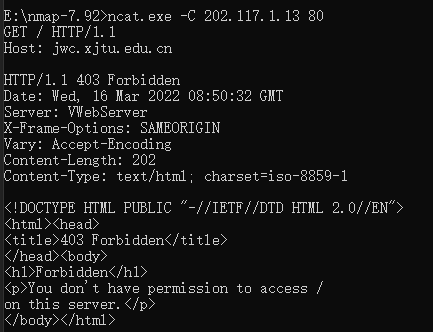 E:\nmap-7.92>ncat.exe -C 202.117.1.13 80
GET / HTTP/1.1
Host: jwc.xjtu.edu.cn
HTTP/1.1 403 Forbidden
Date: Wed, 16 Mar 2022 08:50:32 GMT
Server: VWebServer
X-Frame-Options: SAMEORIGIN
Vary: Accept-Encoding
Content-Length: 202
Content-Type: text/html; charset=iso-8859-1
<!DOCTYPE HTML PUBLIC "-//IETF//DTD HTML 2.0//EN">
<html><head>
<title>403 Forbidden</title>
</head><body>
<h1>Forbidden</h1>
<p>You don't have permission to access /
on this server.</p>
</body></html>